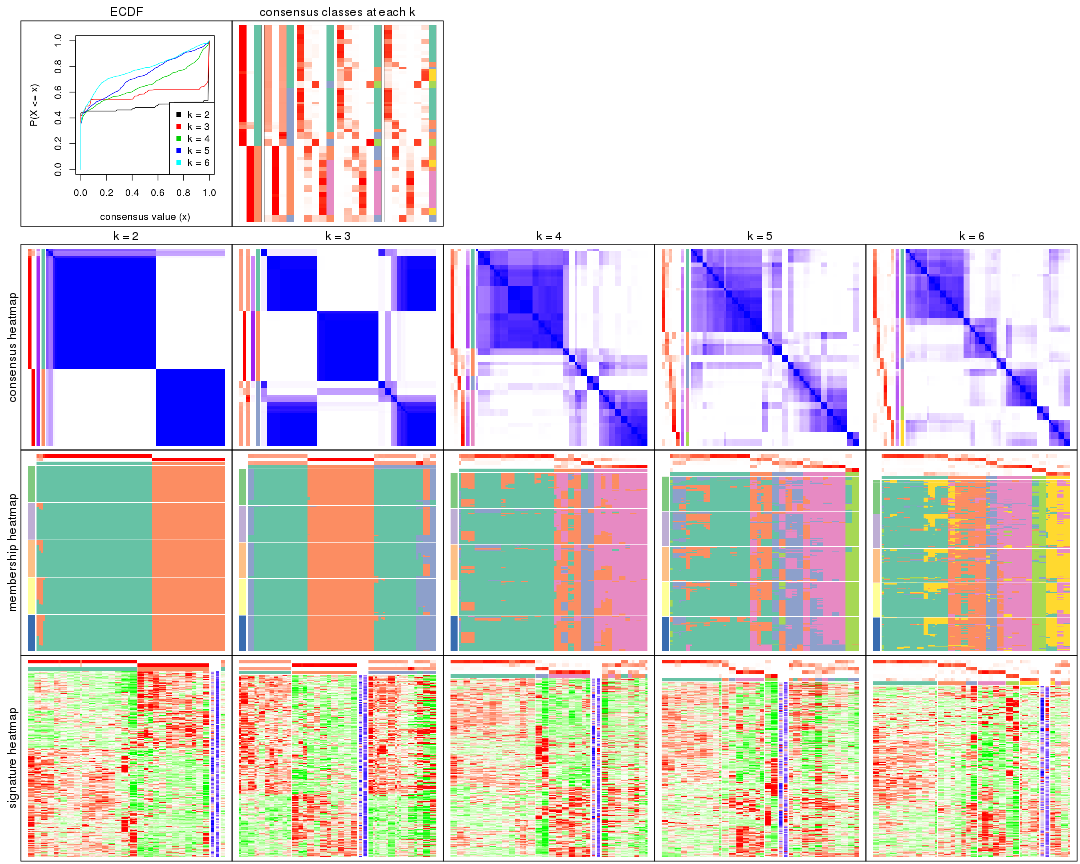 ECDF
consensus classes at each k
P(X <= x)
0.0 0.2 0.4 0.6 0.8 1.0
k = 2
k = 3
k = 4
k = 5
k = 6
0.0 0.2 0.4 0.6 0.8 1.0
consensus value (x)
k = 2 k = 3 k = 4 k = 5 k = 6
consensus heatmap
membership heatmap
signature heatmap